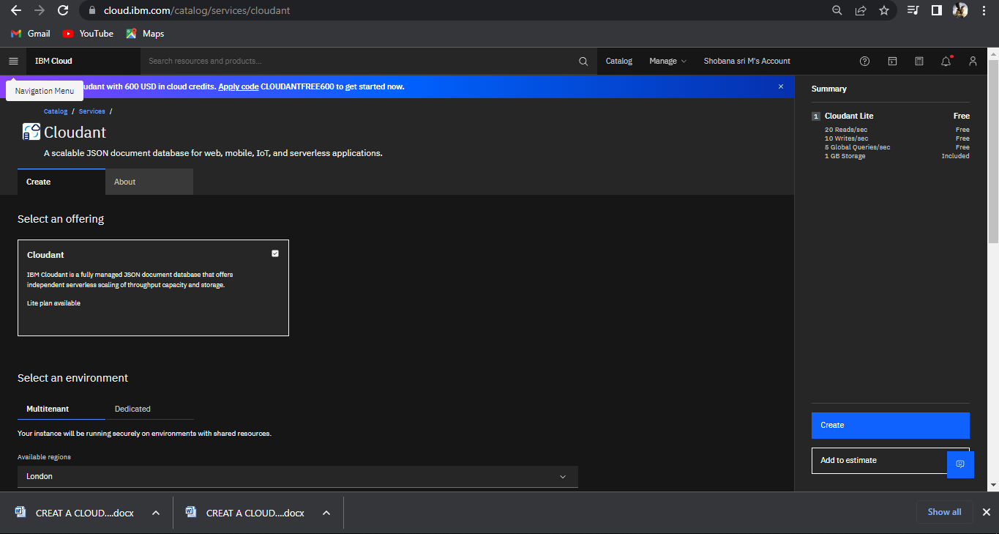 cloud.ibm.com/catalog/services/cloudant
Gmail
YouTube
Maps
IBM Cloud
Search resources and products...
Catalog
Manage
Shobana sri M's Account
Navigation Menu
udant with 600 USD in cloud credits. Apply code CLOUDANTFREE600 to get started now.
Catalog / Services /
Cloudant
A scalable JSON document database for web, mobile, IoT, and serverless applications.
Create
About
Select an offering
Cloudant
IBM Cloudant is a fully managed JSON document database that offers
independent serverless scaling of throughput capacity and storage.
Lite plan available
Select an environment
Multitenant
Dedicated
Your instance will be running securely on environments with shared resources.
Available regions
London
Summary
1 Cloudant Lite Free
20 Reads/sec Free
10 Writes/sec Free
5 Global Queries/sec Free
1 GB Storage Included
Create
Add to estimate
CREAT A CLOUD....docx
CREAT A CLOUD....docx
Show all